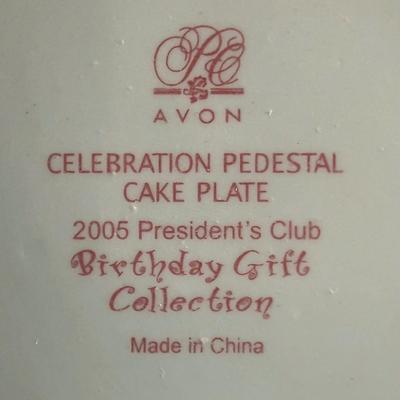 PC
AVON
CELEBRATION PEDESTAL
CAKE PLATE
2005 President's Club
Birthday Gift
Collection
Made in China